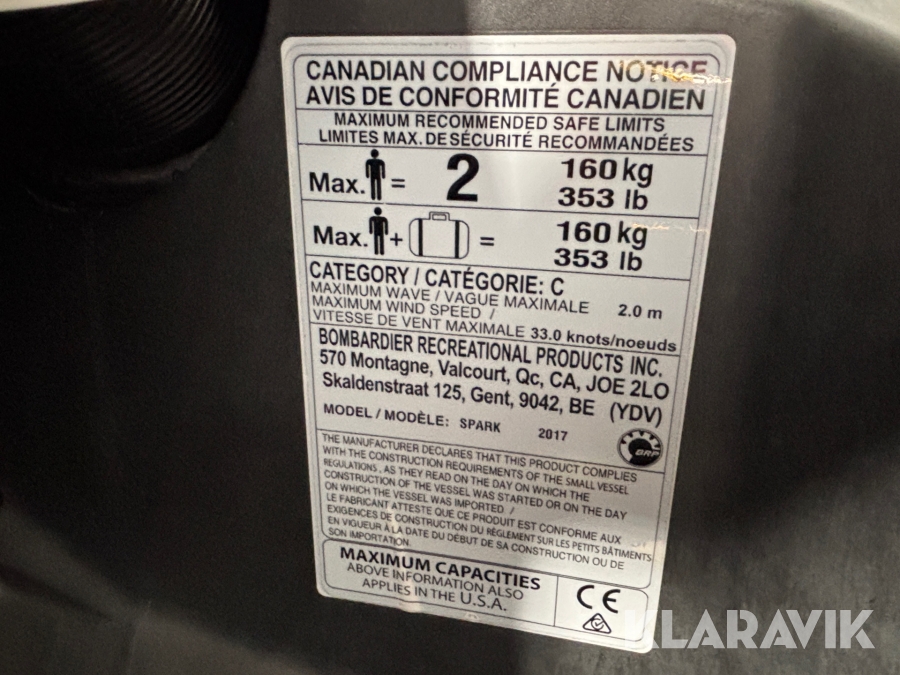 CANADIAN COMPLIANCE NOTICE
AVIS DE CONFORMITÉ CANADIEN
MAXIMUM RECOMMENDED SAFE LIMITS
LIMITES MAX. DE SÉCURITÉ RECOMMANDÉES
Max. = 2 160 kg
353 lb
Max. + = 160 kg
353 lb
CATEGORY / CATÉGORIE: C
MAXIMUM WAVE / VAGUE MAXIMALE 2.0 m
MAXIMUM WIND SPEED /
VITESSE DE VENT MAXIMALE 33.0 knots/noeuds
BOMBARDIER RECREATIONAL PRODUCTS INC.
570 Montagne, Valcourt, Qc, CA, JOE 2LO
Skaldenstraat 125, Gent, 9042, BE (YDV)
MODEL / MODÈLE: SPARK 2017
BRP
THE MANUFACTURER DECLARES THAT THIS PRODUCT COMPLIES
WITH THE CONSTRUCTION REQUIREMENTS OF THE SMALL VESSEL
REGULATIONS, AS THEY READ ON THE DAY ON WHICH THE
CONSTRUCTION OF THE VESSEL WAS STARTED OR ON THE DAY
ON WHICH THE VESSEL WAS IMPORTED. /
LE FABRICANT ATTESTE QUE CE PRODUIT EST CONFORME AUX
EXIGENCES DE CONSTRUCTION DU RÈGLEMENT SUR LES PETITS BÂTIMENTS
EN VIGUEUR À LA DATE DU DÉBUT DE SA CONSTRUCTION OU DE
SON IMPORTATION.
MAXIMUM CAPACITIES
ABOVE INFORMATION ALSO
APPLIES IN THE U.S.A.
CE
KLARAVIK